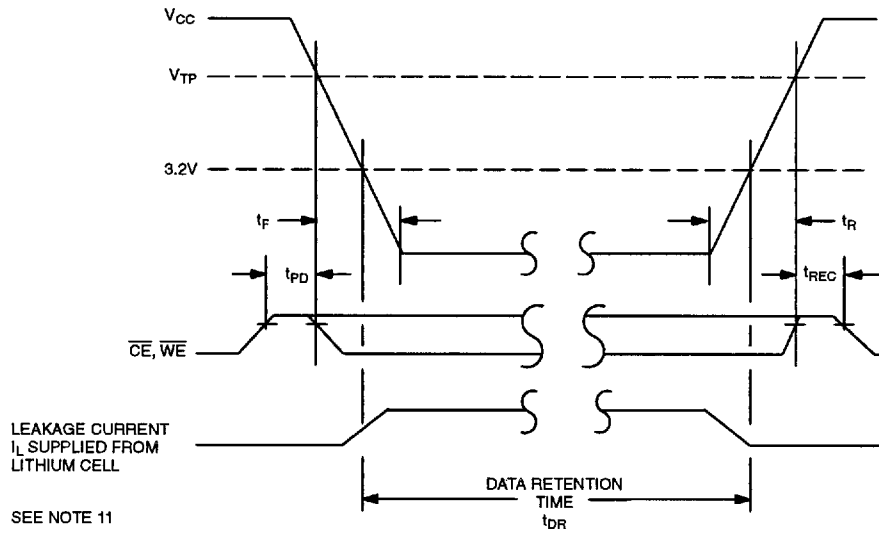 VCC
VTP
3.2V
tF
tR
tPD
tREC
CE, WE
LEAKAGE CURRENT
IL SUPPLIED FROM
LITHIUM CELL
DATA RETENTION
TIME
tDR
SEE NOTE 11